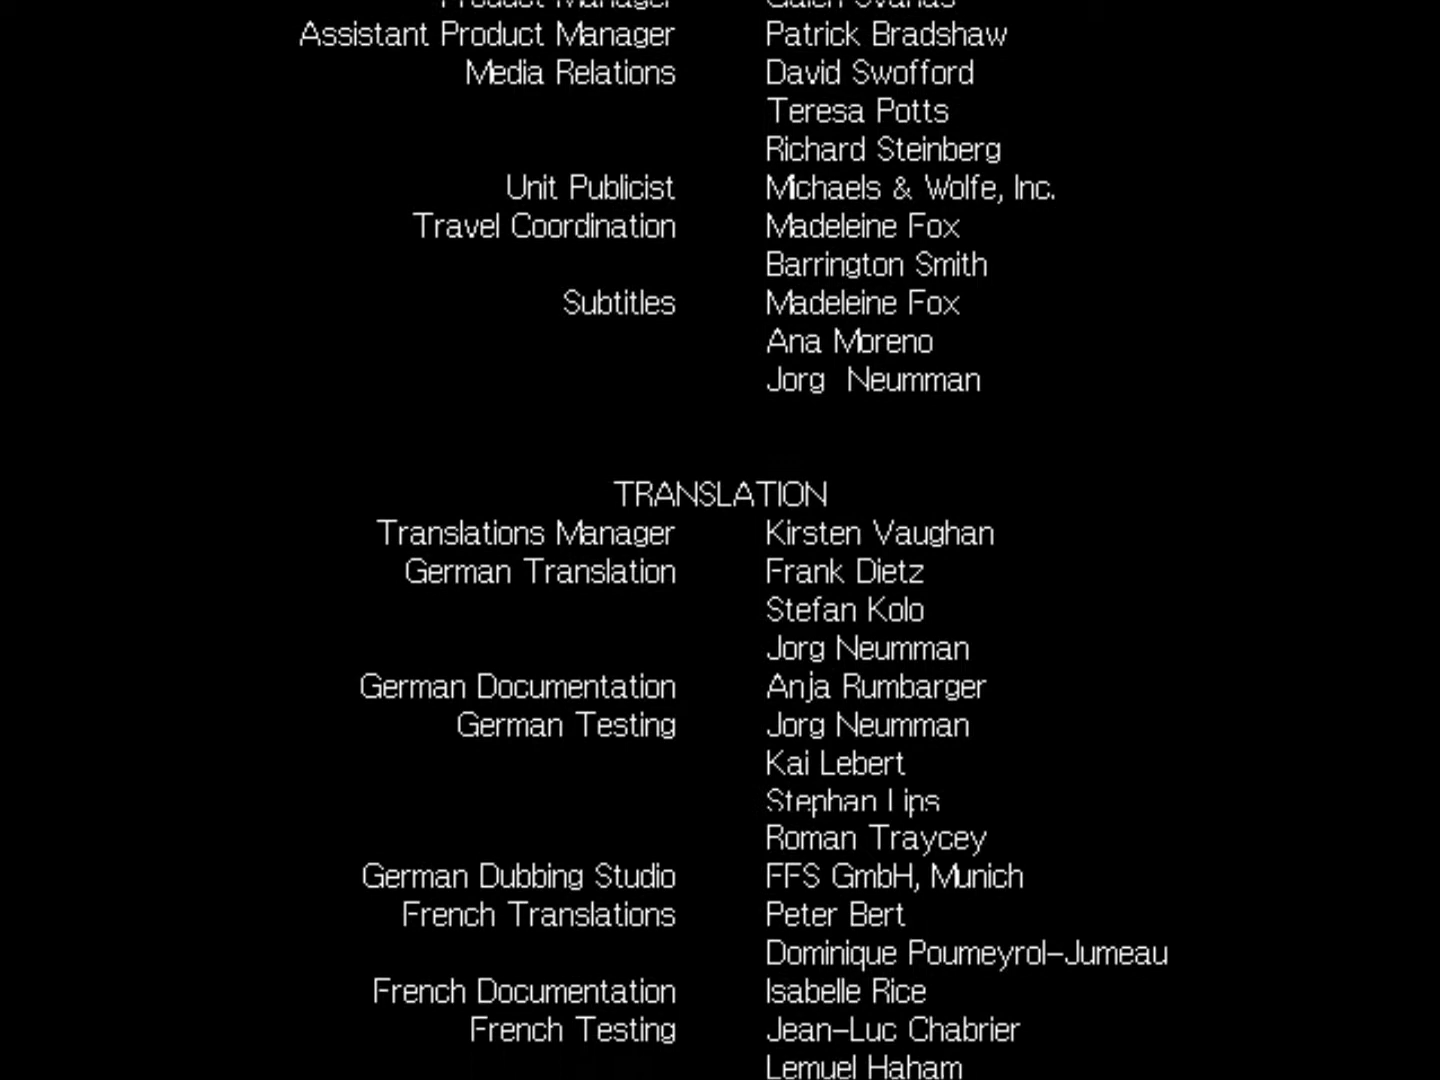 Product Manager Galen Svanas
Assistant Product Manager Patrick Bradshaw
Media Relations David Swofford
Teresa Potts
Richard Steinberg
Unit Publicist Michaels & Wolfe, Inc.
Travel Coordination Madeleine Fox
Barrington Smith
Subtitles Madeleine Fox
Ana Moreno
Jorg Neumman
TRANSLATION
Translations Manager Kirsten Vaughan
German Translation Frank Dietz
Stefan Kolo
Jorg Neumman
German Documentation Anja Rumbarger
German Testing Jorg Neumman
Kai Lebert
Stephan Lips
Roman Traycey
German Dubbing Studio FFS GmbH, Munich
French Translations Peter Bert
Dominique Poumeyrol-Jumeau
French Documentation Isabelle Rice
French Testing Jean-Luc Chabrier
Lemuel Haham